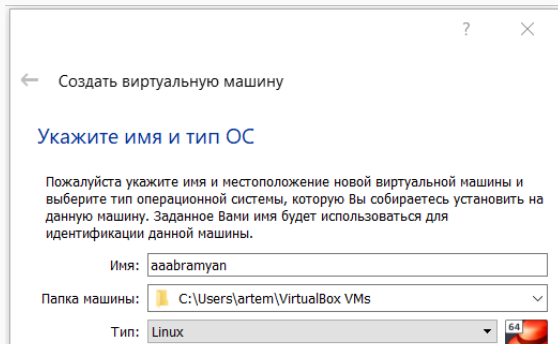 ?
Создать виртуальную машину
Укажите имя и тип ОС
Пожалуйста укажите имя и местоположение новой виртуальной машины и
выберите тип операционной системы, которую Вы собираетесь установить на
данную машину. Заданное Вами имя будет использоваться для
идентификации данной машины.
Имя: aaabramyan
Папка машины: C:\Users\artem\VirtualBox VMs
Тип: Linux 64